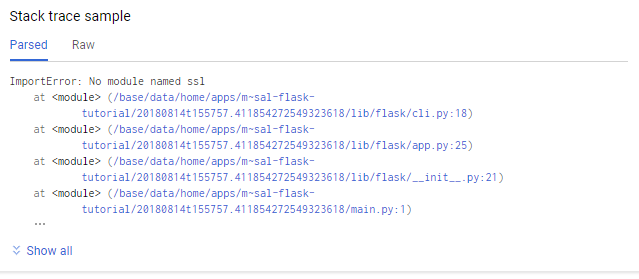 Stack trace sample
Parsed Raw
ImportError: No module named ssl
at <module> (/base/data/home/apps/m~sal-flask-
tutorial/20180814t155757.411854272549323618/lib/flask/cli.py:18)
at <module> (/base/data/home/apps/m~sal-flask-
tutorial/20180814t155757.411854272549323618/lib/flask/app.py:25)
at <module> (/base/data/home/apps/m~sal-flask-
tutorial/20180814t155757.411854272549323618/lib/flask/__init__.py:21)
at <module> (/base/data/home/apps/m~sal-flask-
tutorial/20180814t155757.411854272549323618/main.py:1)
...
Show all